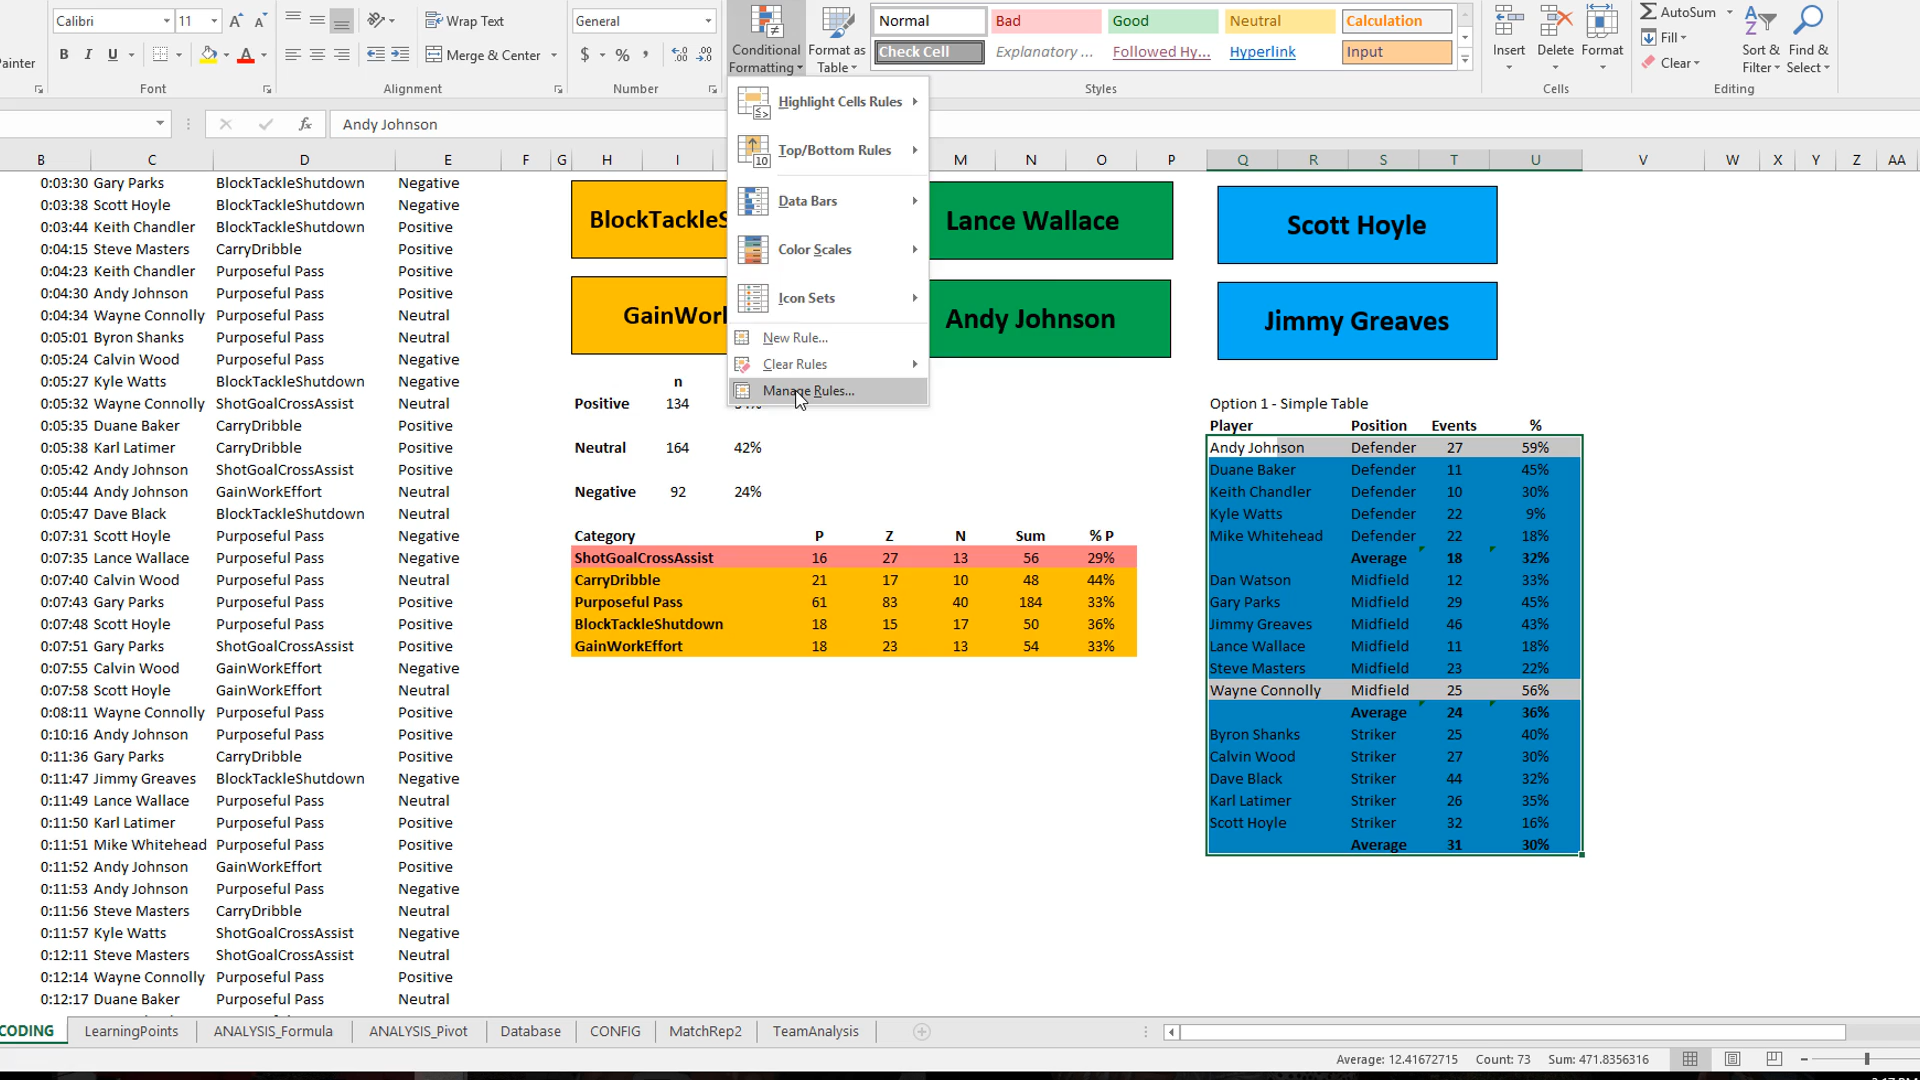 Calibri 11 A A Wrap Text General Conditional Formatting Format as Table Normal Bad Good Neutral Calculation Insert Delete Format AutoSum Sort & Filter Find & Select
ainter B I U A Merge & Center $ % , Check Cell Explanatory ... Followed Hy... Hyperlink Input Fill Clear
Font Alignment Number Styles Cells Editing
fx Andy Johnson
Highlight Cells Rules
Top/Bottom Rules
Data Bars
Color Scales
Icon Sets
New Rule...
Clear Rules
Manage Rules...
B C D E F G H I M N O P Q R S T U V W X Y Z AA
0:03:30 Gary Parks BlockTackleShutdown Negative
0:03:38 Scott Hoyle BlockTackleShutdown Negative
0:03:44 Keith Chandler BlockTackleShutdown Positive
0:04:15 Steve Masters CarryDribble Positive
0:04:23 Keith Chandler Purposeful Pass Positive
0:04:30 Andy Johnson Purposeful Pass Positive
0:04:34 Wayne Connolly Purposeful Pass Neutral
0:05:01 Byron Shanks Purposeful Pass Neutral
0:05:24 Calvin Wood Purposeful Pass Negative
0:05:27 Kyle Watts BlockTackleShutdown Negative
0:05:32 Wayne Connolly ShotGoalCrossAssist Neutral
0:05:35 Duane Baker CarryDribble Positive
0:05:38 Karl Latimer CarryDribble Positive
0:05:42 Andy Johnson ShotGoalCrossAssist Positive
0:05:44 Andy Johnson GainWorkEffort Neutral
0:05:47 Dave Black BlockTackleShutdown Neutral
0:07:31 Scott Hoyle Purposeful Pass Neutral
0:07:35 Lance Wallace Purposeful Pass Negative
0:07:40 Calvin Wood Purposeful Pass Neutral
0:07:43 Gary Parks Purposeful Pass Positive
0:07:48 Scott Hoyle Purposeful Pass Neutral
0:07:51 Gary Parks ShotGoalCrossAssist Positive
0:07:55 Calvin Wood GainWorkEffort Negative
0:07:58 Scott Hoyle GainWorkEffort Neutral
0:08:11 Wayne Connolly Purposeful Pass Positive
0:10:16 Andy Johnson Purposeful Pass Positive
0:11:36 Gary Parks CarryDribble Positive
0:11:47 Jimmy Greaves BlockTackleShutdown Negative
0:11:49 Lance Wallace Purposeful Pass Neutral
0:11:50 Karl Latimer Purposeful Pass Positive
0:11:51 Mike Whitehead Purposeful Pass Positive
0:11:52 Andy Johnson GainWorkEffort Neutral
0:11:53 Andy Johnson Purposeful Pass Negative
0:11:56 Steve Masters CarryDribble Neutral
0:11:57 Kyle Watts ShotGoalCrossAssist Negative
0:12:11 Steve Masters ShotGoalCrossAssist Neutral
0:12:14 Wayne Connolly Purposeful Pass Positive
0:12:17 Duane Baker Purposeful Pass Neutral
BlockTackleS Lance Wallace Scott Hoyle
GainWorl Andy Johnson Jimmy Greaves
n
Positive 134
Neutral 164 42%
Negative 92 24%
Category P Z N Sum % P
ShotGoalCrossAssist 16 27 13 56 29%
CarryDribble 21 17 10 48 44%
Purposeful Pass 61 83 40 184 33%
BlockTackleShutdown 18 15 17 50 36%
GainWorkEffort 18 23 13 54 33%
Option 1 - Simple Table
Player Position Events %
Andy Johnson Defender 27 59%
Duane Baker Defender 11 45%
Keith Chandler Defender 10 30%
Kyle Watts Defender 22 9%
Mike Whitehead Defender 22 18%
Average 18 32%
Dan Watson Midfield 12 33%
Gary Parks Midfield 29 45%
Jimmy Greaves Midfield 46 43%
Lance Wallace Midfield 11 18%
Steve Masters Midfield 23 22%
Wayne Connolly Midfield 25 56%
Average 24 36%
Byron Shanks Striker 25 40%
Calvin Wood Striker 27 30%
Dave Black Striker 44 32%
Karl Latimer Striker 26 35%
Scott Hoyle Striker 32 16%
Average 31 30%
CODING LearningPoints ANALYSIS_Formula ANALYSIS_Pivot Database CONFIG MatchRep2 TeamAnalysis
Average: 12.41672715 Count: 73 Sum: 471.8356316